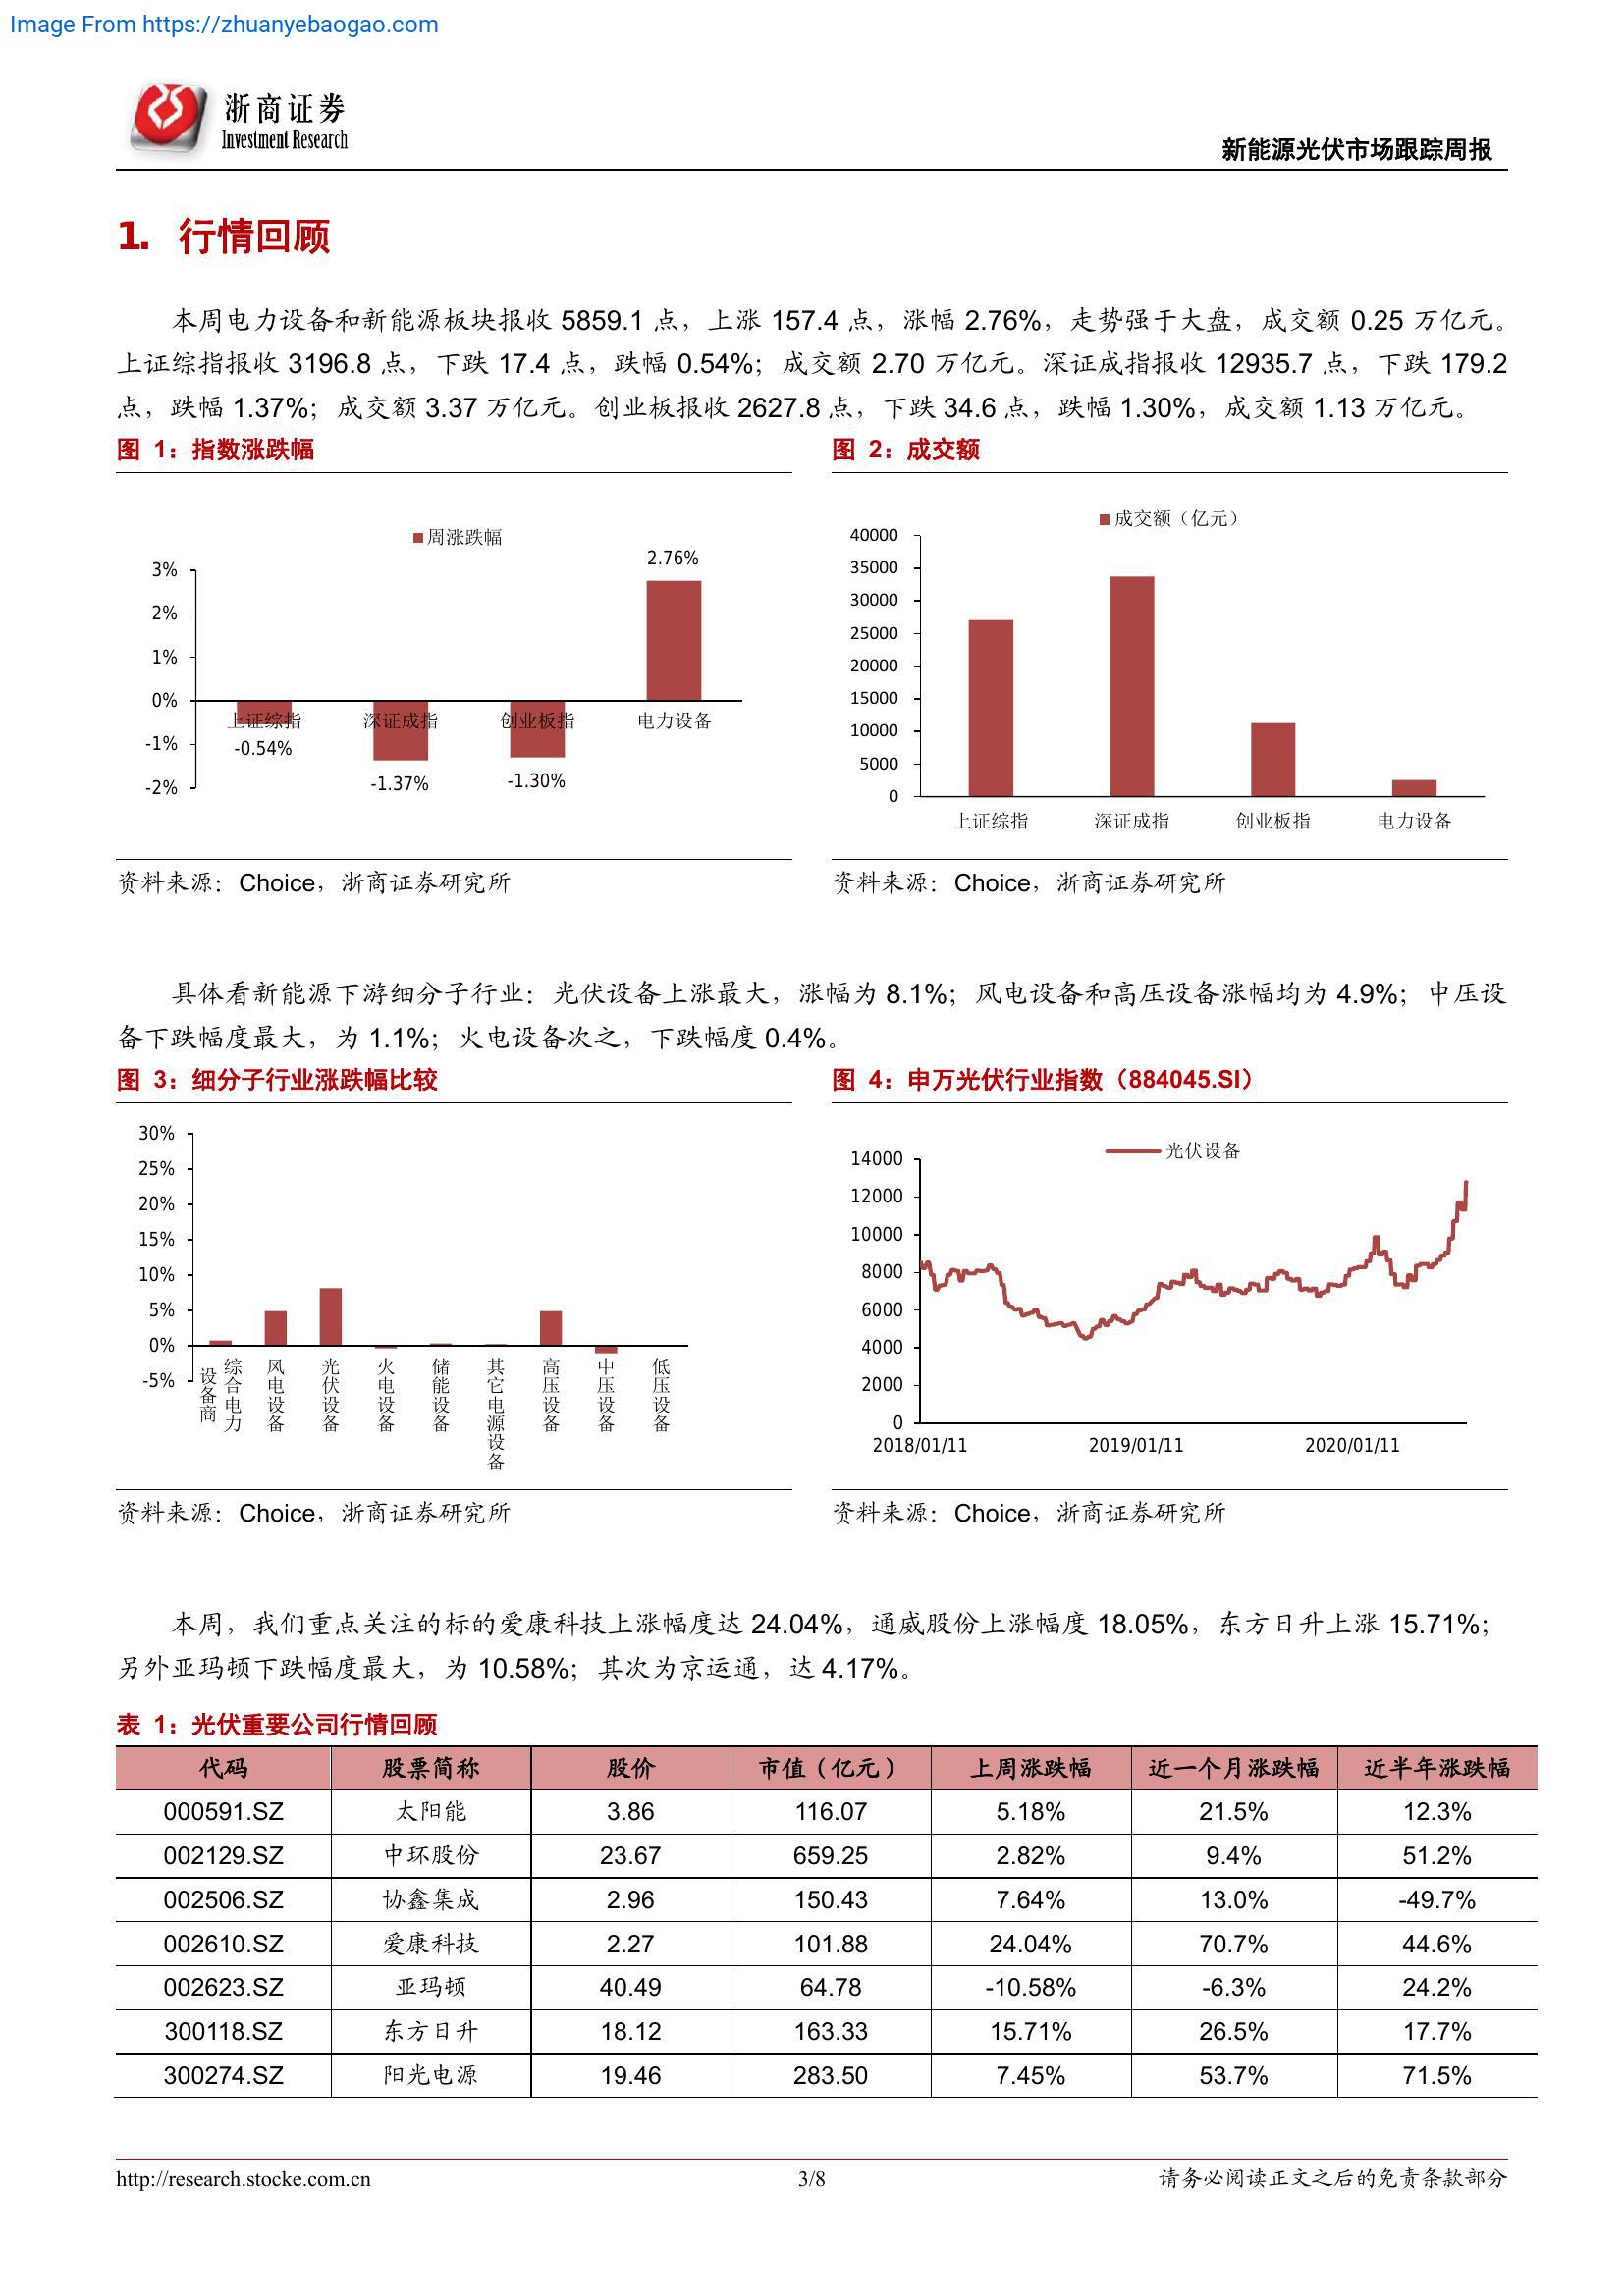 Image From https://zhuanyebaogao.com
浙商证券
Investment Research
新能源光伏市场跟踪周报
1. 行情回顾
本周电力设备和新能源板块报收 5859.1 点，上涨 157.4 点，涨幅 2.76%，走势强于大盘，成交额 0.25 万亿元。
上证综指报收 3196.8 点，下跌 17.4 点，跌幅 0.54%；成交额 2.70 万亿元。深证成指报收 12935.7 点，下跌 179.2
点，跌幅 1.37%；成交额 3.37 万亿元。创业板报收 2627.8 点，下跌 34.6 点，跌幅 1.30%，成交额 1.13 万亿元。
图 1：指数涨跌幅
周涨跌幅
3%
2%
1%
0%
-1%
-2%
2.76%
上证综指 深证成指 创业板指 电力设备
-0.54%
-1.37%
-1.30%
资料来源：Choice，浙商证券研究所
图 2：成交额
成交额（亿元）
40000
35000
30000
25000
20000
15000
10000
5000
0
上证综指 深证成指 创业板指 电力设备
资料来源：Choice，浙商证券研究所
具体看新能源下游细分子行业：光伏设备上涨最大，涨幅为 8.1%；风电设备和高压设备涨幅均为 4.9%；中压设
备下跌幅度最大，为 1.1%；火电设备次之，下跌幅度 0.4%。
图 3：细分子行业涨跌幅比较
30%
25%
20%
15%
10%
5%
0%
-5%
综合电力
设备商
风电设备
光伏设备
火电设备
储能设备
其它电源设备
高压设备
中压设备
低压设备
资料来源：Choice，浙商证券研究所
图 4：申万光伏行业指数（884045.SI）
光伏设备
14000
12000
10000
8000
6000
4000
2000
0
2018/01/11 2019/01/11 2020/01/11
资料来源：Choice，浙商证券研究所
本周，我们重点关注的标的爱康科技上涨幅度达 24.04%，通威股份上涨幅度 18.05%，东方日升上涨 15.71%；
另外亚玛顿下跌幅度最大，为 10.58%；其次为京运通，达 4.17%。
表 1：光伏重要公司行情回顾
代码 股票简称 股价 市值（亿元） 上周涨跌幅 近一个月涨跌幅 近半年涨跌幅
000591.SZ 太阳能 3.86 116.07 5.18% 21.5% 12.3%
002129.SZ 中环股份 23.67 659.25 2.82% 9.4% 51.2%
002506.SZ 协鑫集成 2.96 150.43 7.64% 13.0% -49.7%
002610.SZ 爱康科技 2.27 101.88 24.04% 70.7% 44.6%
002623.SZ 亚玛顿 40.49 64.78 -10.58% -6.3% 24.2%
300118.SZ 东方日升 18.12 163.33 15.71% 26.5% 17.7%
300274.SZ 阳光电源 19.46 283.50 7.45% 53.7% 71.5%
http://research.stocke.com.cn 3/8 请务必阅读正文之后的免责条款部分